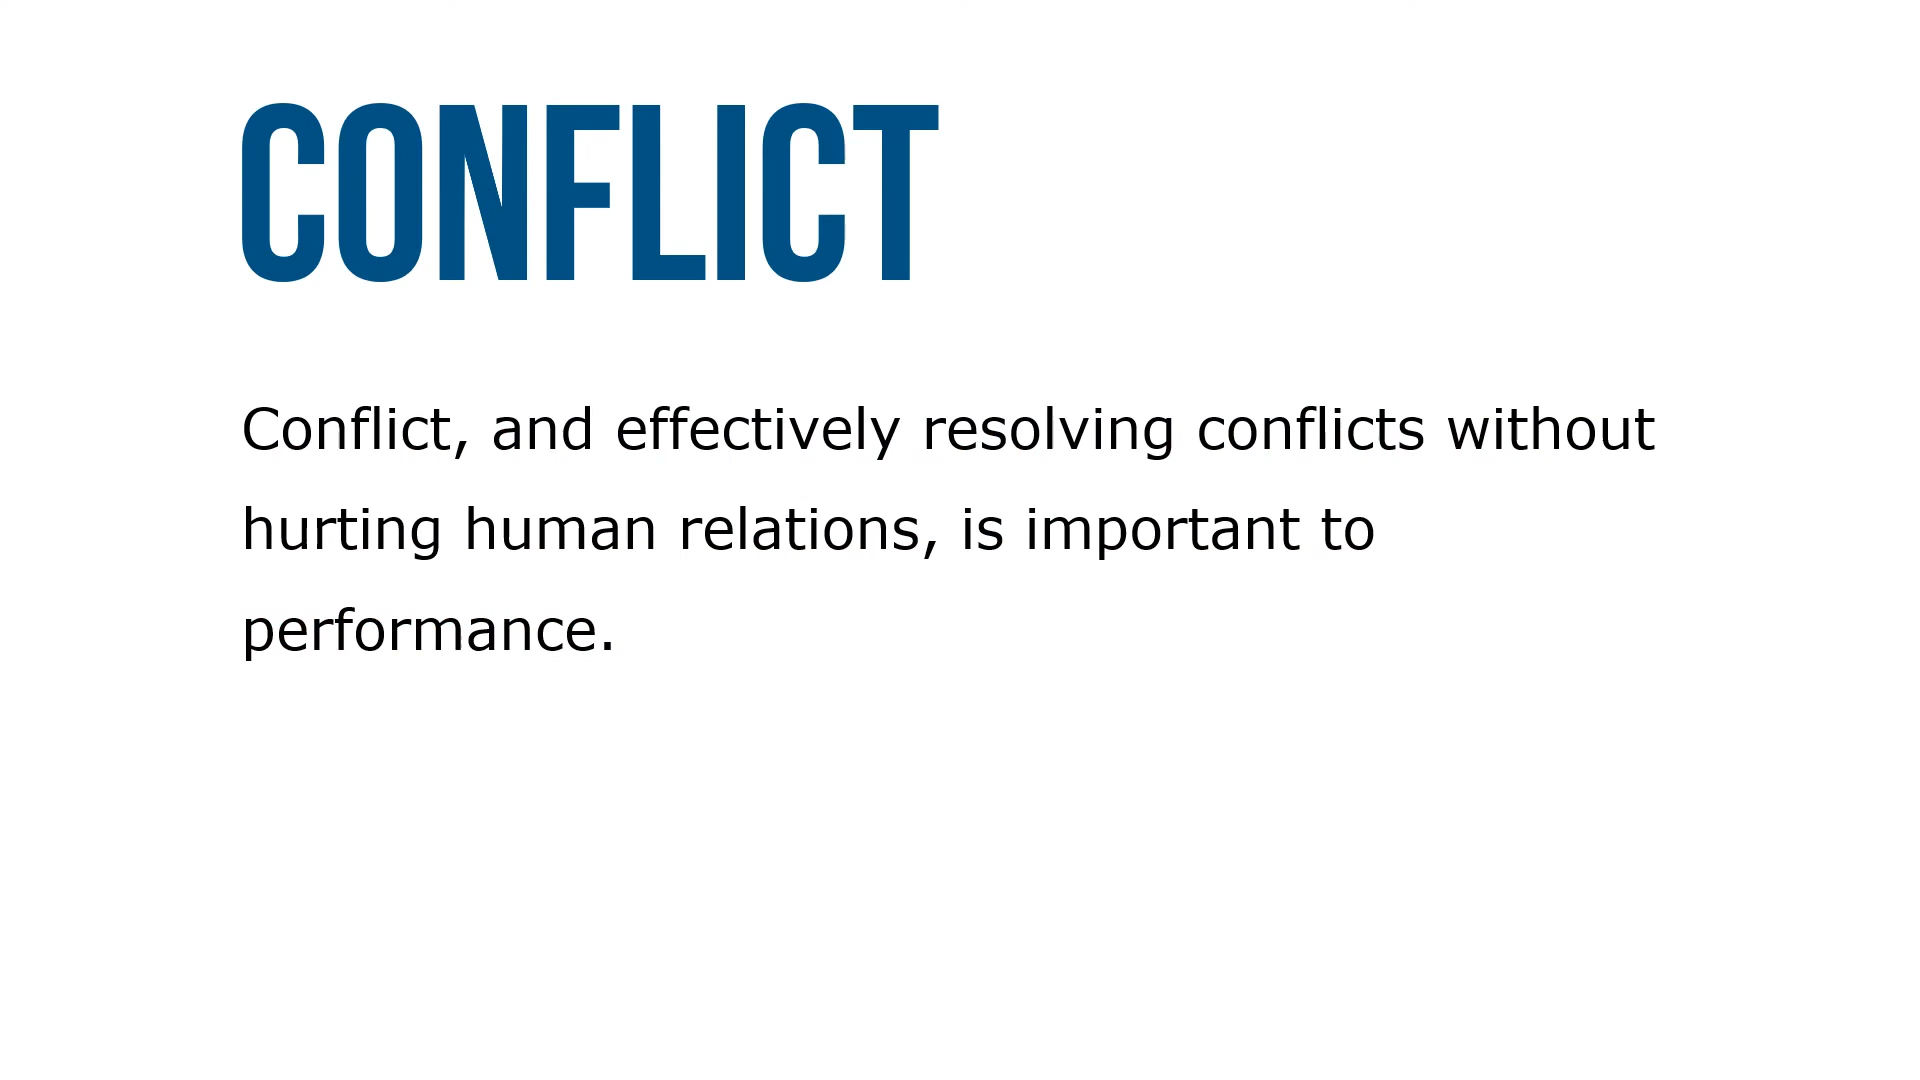 CONFLICT
Conflict, and effectively resolving conflicts without
hurting human relations, is important to
performance.